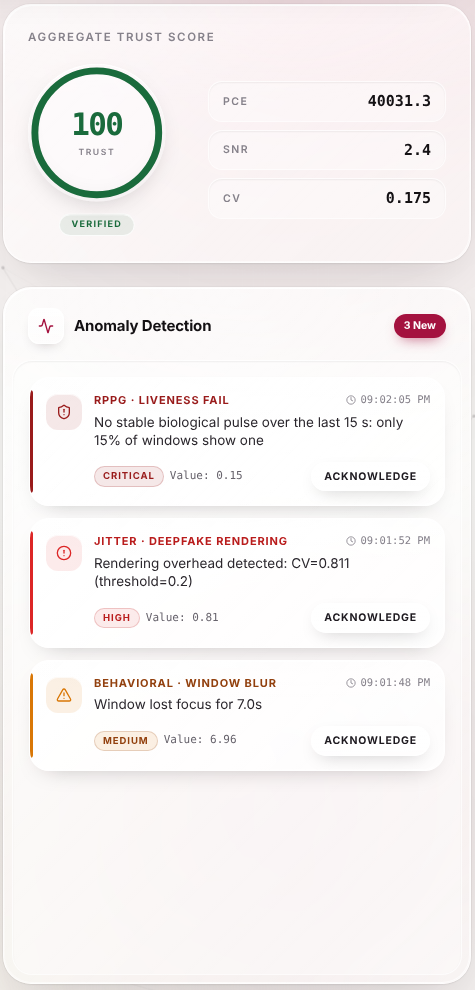 AGGREGATE TRUST SCORE
100
TRUST
VERIFIED
PCE 40031.3
SNR 2.4
CV 0.175
Anomaly Detection 3 New
RPPG · LIVENESS FAIL 09:02:05 PM
No stable biological pulse over the last 15 s: only
15% of windows show one
CRITICAL Value: 0.15 ACKNOWLEDGE
JITTER · DEEPFAKE RENDERING 09:01:52 PM
Rendering overhead detected: CV=0.811
(threshold=0.2)
HIGH Value: 0.81 ACKNOWLEDGE
BEHAVIORAL · WINDOW BLUR 09:01:48 PM
Window lost focus for 7.0s
MEDIUM Value: 6.96 ACKNOWLEDGE